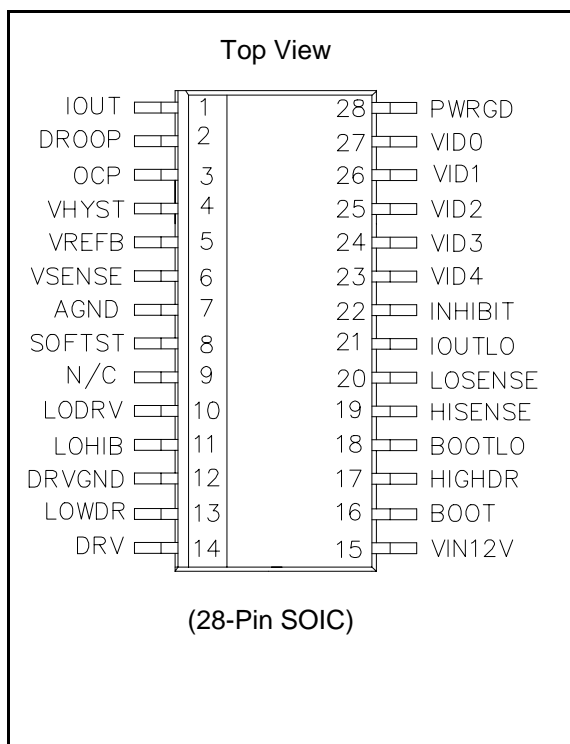 Top View
IOUT 1 28 PWRGD
DROOP 2 27 VID0
OCP 3 26 VID1
VHYST 4 25 VID2
VREFB 5 24 VID3
VSENSE 6 23 VID4
AGND 7 22 INHIBIT
SOFTST 8 21 IOUTLO
N/C 9 20 LOSENSE
LODRV 10 19 HISENSE
LOHIB 11 18 BOOTLO
DRVGND 12 17 HIGHDR
LOWDR 13 16 BOOT
DRV 14 15 VIN12V
(28-Pin SOIC)